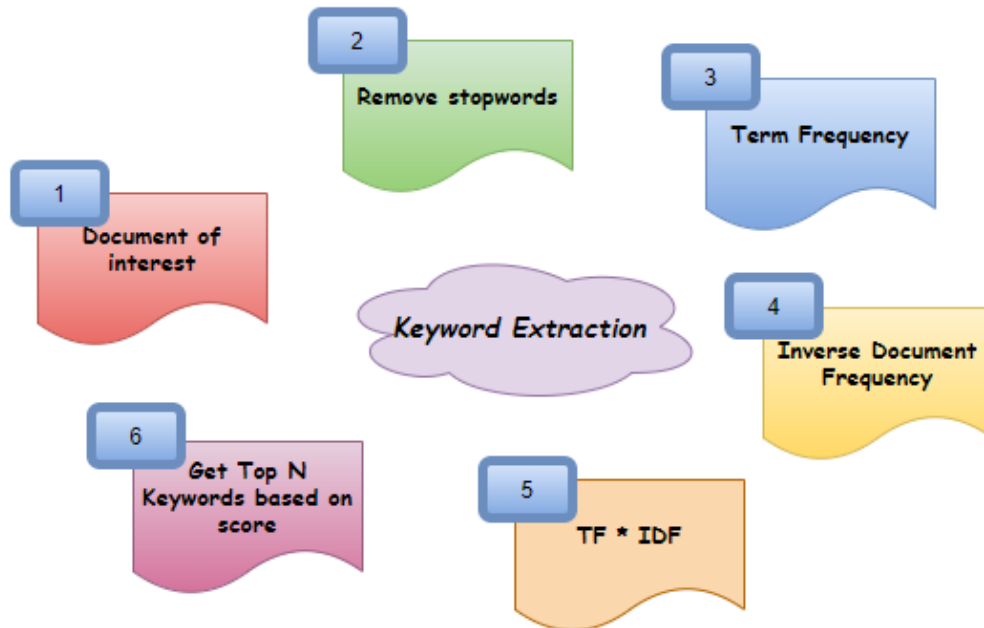 1
Document of
interest
2
Remove stopwords
3
Term Frequency
4
Inverse Document
Frequency
5
TF * IDF
6
Get Top N
Keywords based on
score
Keyword Extraction